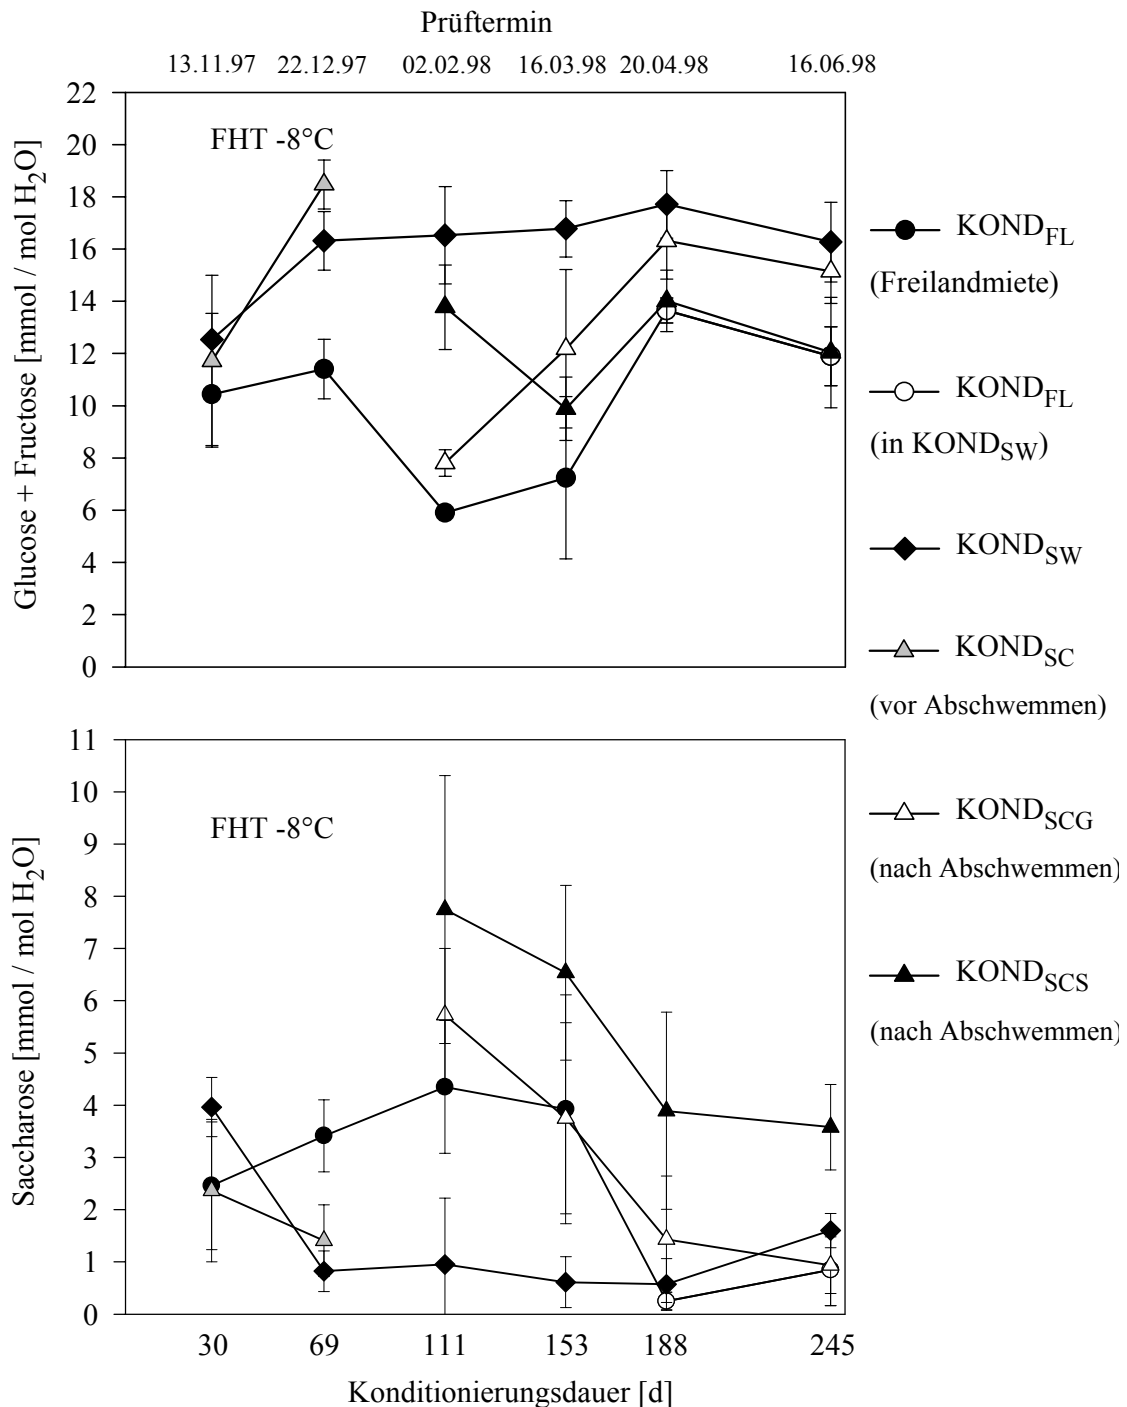 Prüftermin
13.11.97 22.12.97 02.02.98 16.03.98 20.04.98 16.06.98
22
20
18
16
14
12
10
8
6
4
2
0
Glucose + Fructose [mmol / mol H2O]
FHT -8°C
KONDFL
(Freilandmiete)
KONDFL
(in KONDSW)
KONDSW
KONDSC
(vor Abschwemmen)
KONDSCG
(nach Abschwemmen)
KONDSCS
(nach Abschwemmen)
11
10
9
8
7
6
5
4
3
2
1
0
Saccharose [mmol / mol H2O]
FHT -8°C
30 69 111 153 188 245
Konditionierungsdauer [d]